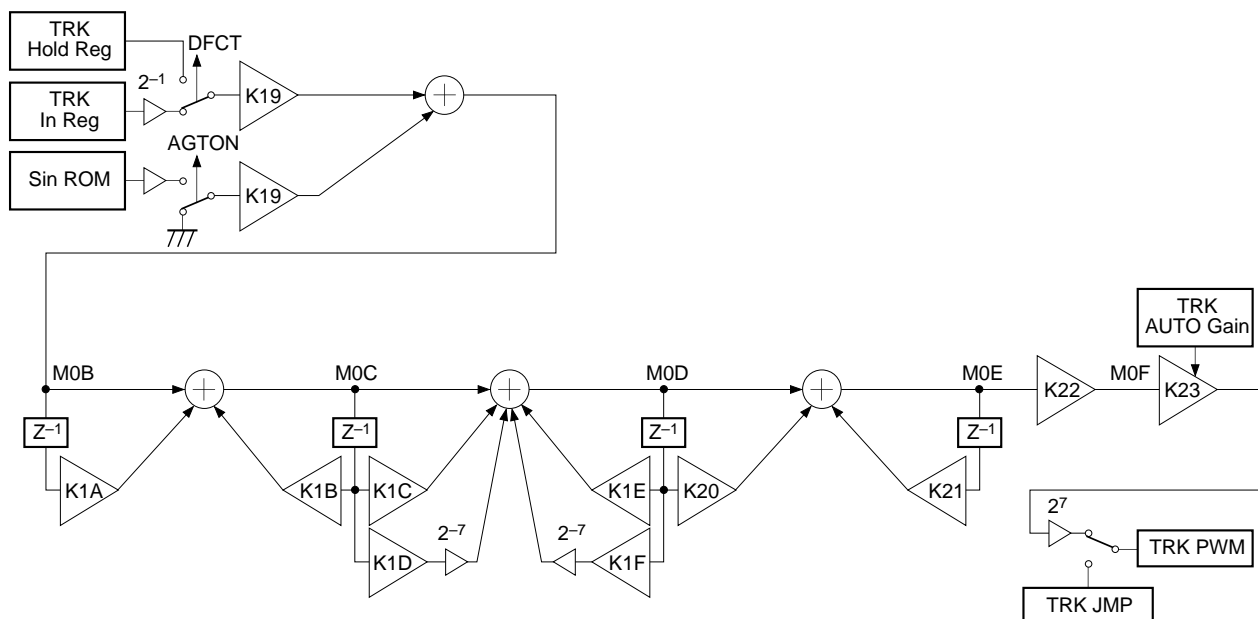 TRK
Hold Reg
DFCT
2⁻¹
K19
TRK
In Reg
AGTON
Sin ROM
K19
TRK
AUTO Gain
M0B
M0C
M0D
M0E
M0F
K22
K23
Z⁻¹
Z⁻¹
Z⁻¹
Z⁻¹
K1A
K1B
K1C
K1E
K20
K21
2⁻⁷
2⁻⁷
K1D
K1F
2⁷
TRK PWM
TRK JMP